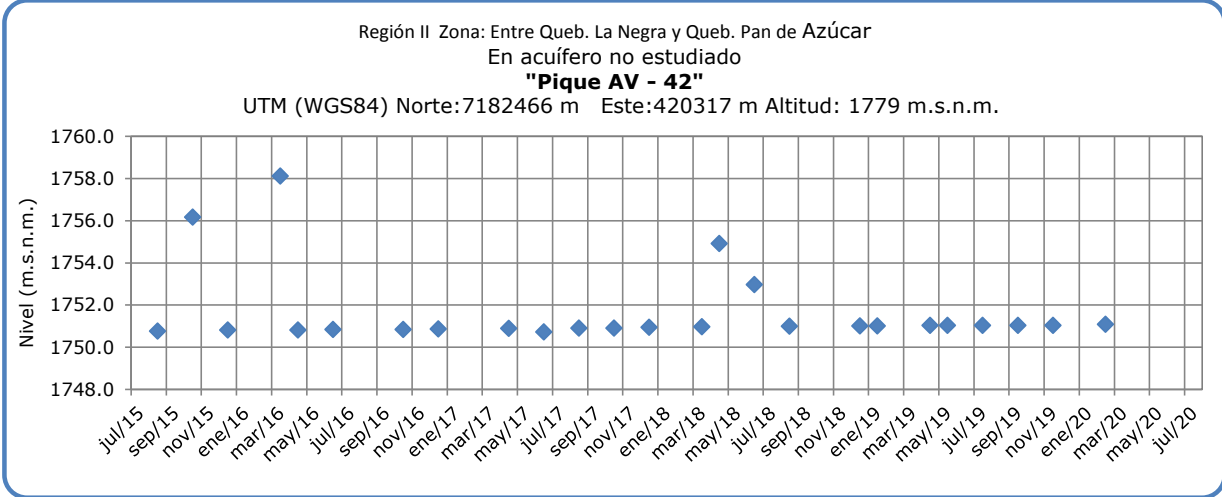 Región II Zona: Entre Queb. La Negra y Queb. Pan de Azúcar
En acuífero no estudiado
"Pique AV - 42"
UTM (WGS84) Norte:7182466 m Este:420317 m Altitud: 1779 m.s.n.m.
Nivel (m.s.n.m.)
1760.0
1758.0
1756.0
1754.0
1752.0
1750.0
1748.0
jul/15
sep/15
nov/15
ene/16
mar/16
may/16
jul/16
sep/16
nov/16
ene/17
mar/17
may/17
jul/17
sep/17
nov/17
ene/18
mar/18
may/18
jul/18
sep/18
nov/18
ene/19
mar/19
may/19
jul/19
sep/19
nov/19
ene/20
mar/20
may/20
jul/20